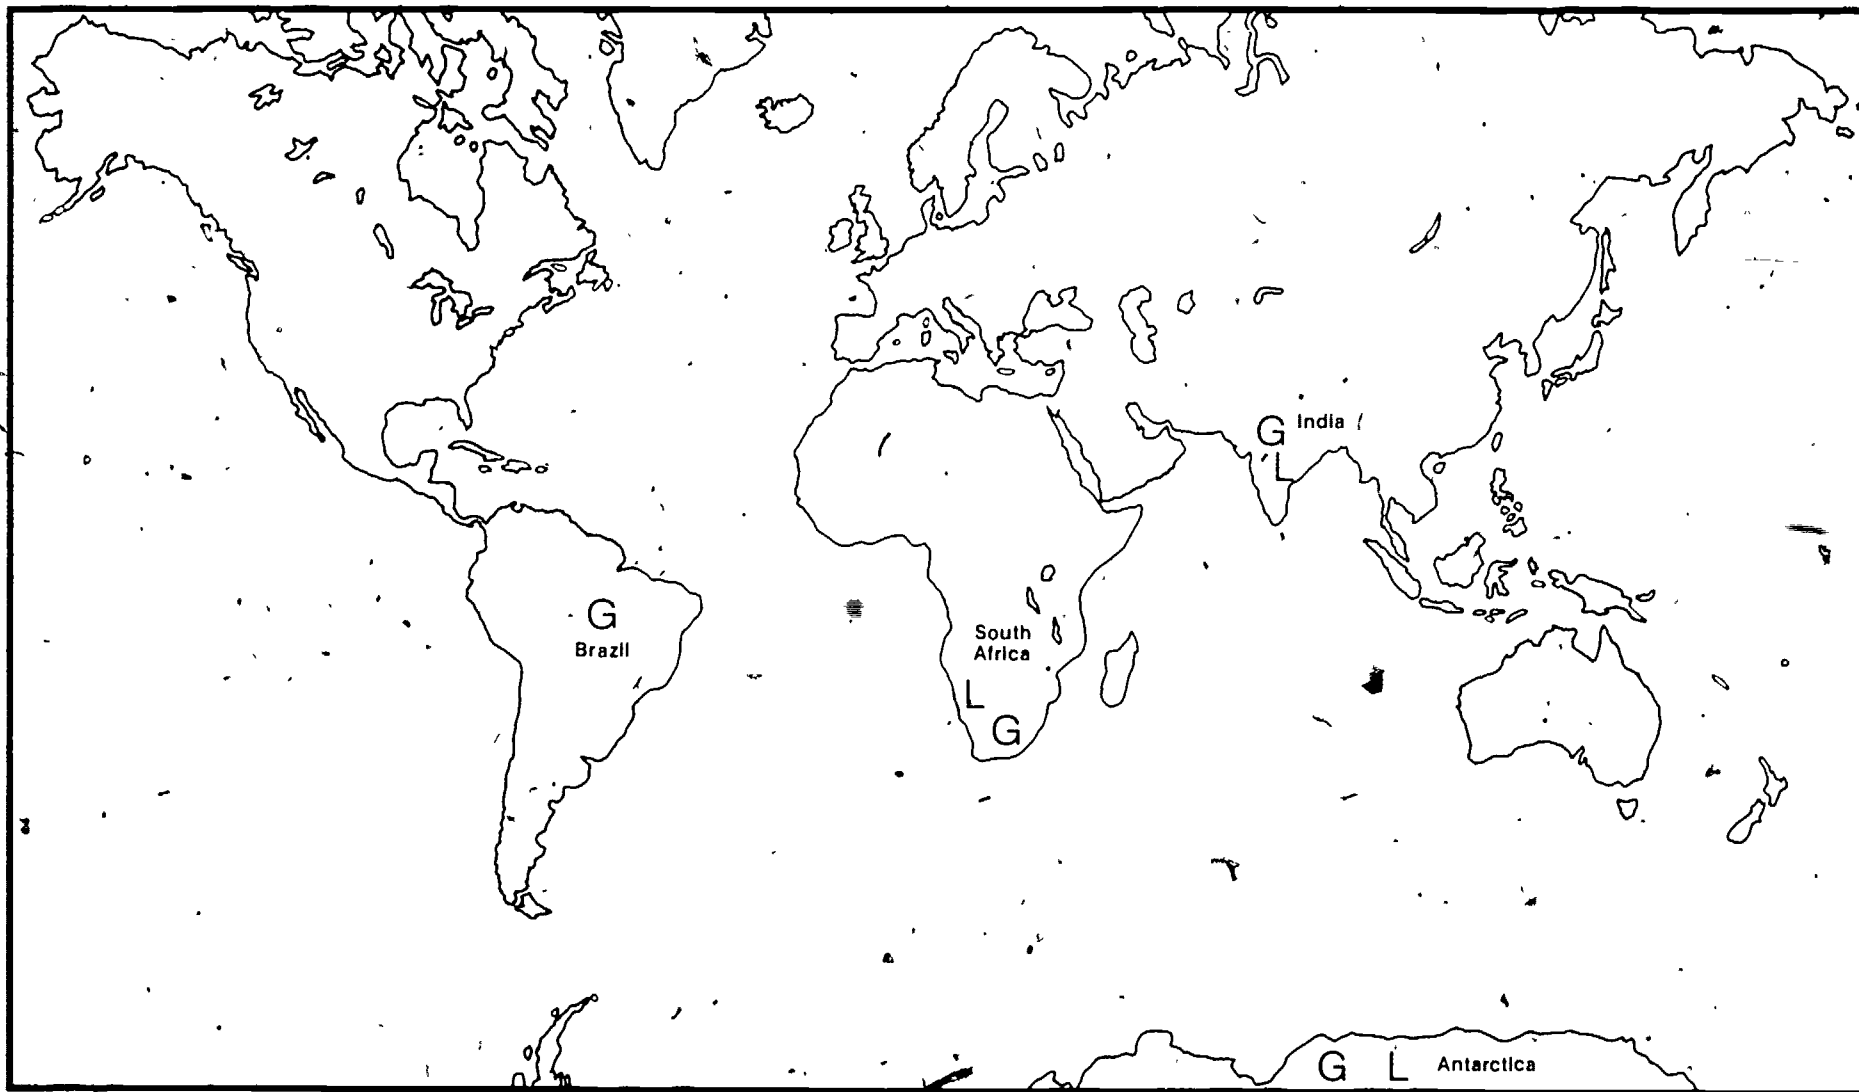 G India
L
G
Brazil
South
Africa
L
G
G L Antarctica